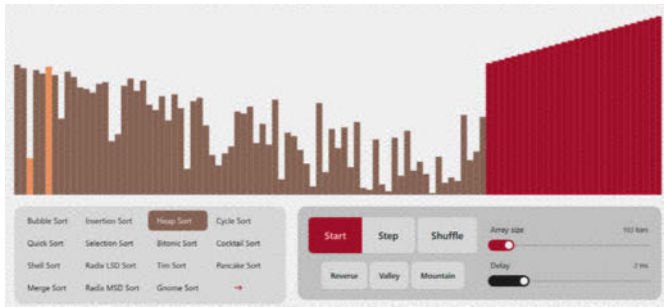 Bubble Sort Insertion Sort Heap Sort Cycle Sort
Quick Sort Selection Sort Bitonic Sort Cocktail Sort
Shell Sort Radix LSD Sort Tim Sort Pancake Sort
Merge Sort Radix MSD Sort Gnome Sort →
Start Step Shuffle
Reverse Valley Mountain
Array size bars
Delay ms